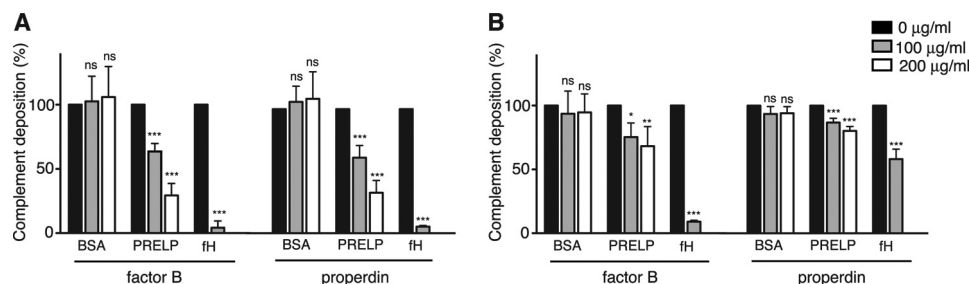 A
Complement deposition (%)
100
50
0
ns ns
*** ***
***
ns ns
*** ***
***
BSA PRELP fH BSA PRELP fH
factor B properdin
B
Complement deposition (%)
100
50
0
ns ns
* **
***
ns ns
*** ***
***
BSA PRELP fH BSA PRELP fH
factor B properdin
0 µg/ml
100 µg/ml
200 µg/ml